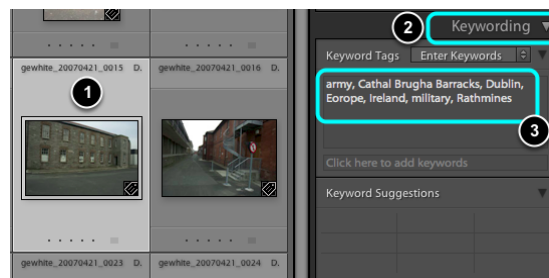 2
Keywording
gewhite_20070421_0015 D.
gewhite_20070421_0016 D.
1
Keyword Tags Enter Keywords
army, Cathal Brugha Barracks, Dublin,
Eorope, Ireland, military, Rathmines
3
Click here to add keywords
Keyword Suggestions
gewhite_20070421_0023 D.
gewhite_20070421_0024 D.